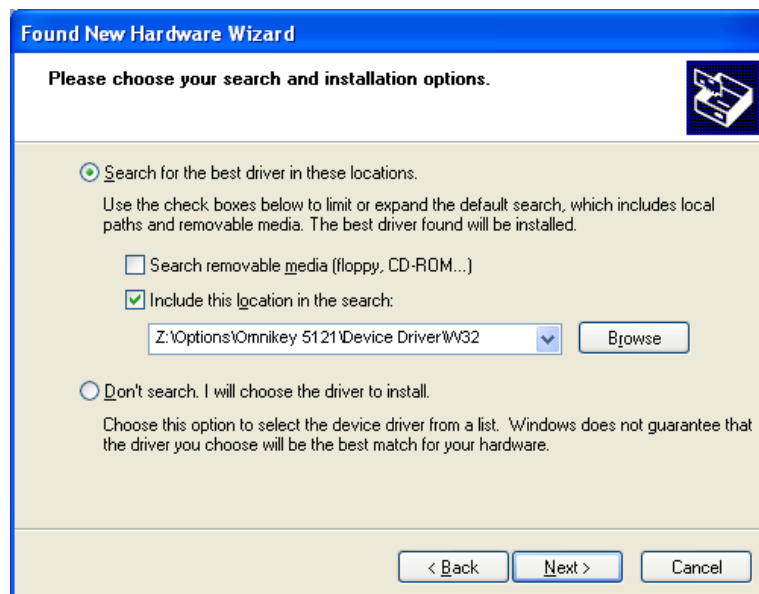 Found New Hardware Wizard
Please choose your search and installation options.
Search for the best driver in these locations.
Use the check boxes below to limit or expand the default search, which includes local
paths and removable media. The best driver found will be installed.
Search removable media (floppy, CD-ROM...)
Include this location in the search:
Z:\Options\Omnikey 5121\Device Driver\W32
Browse
Don't search. I will choose the driver to install.
Choose this option to select the device driver from a list. Windows does not guarantee that
the driver you choose will be the best match for your hardware.
< Back Next > Cancel